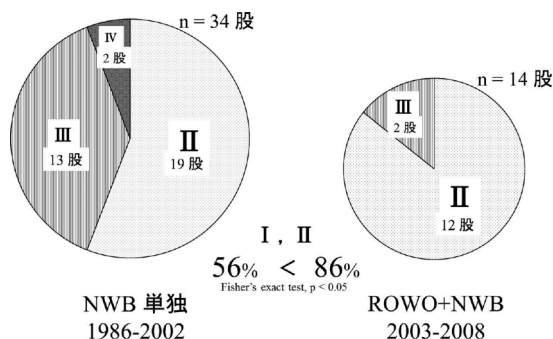 n = 34 股
Ⅳ
2 股
Ⅲ
13 股
Ⅱ
19 股
n = 14 股
Ⅲ
2 股
Ⅱ
12 股
Ⅰ , Ⅱ
56% < 86%
Fisher's exact test, p < 0.05
NWB 単独
1986-2002
ROWO+NWB
2003-2008